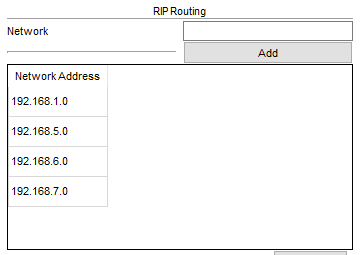 RIP Routing
Network
Add
Network Address
192.168.1.0
192.168.5.0
192.168.6.0
192.168.7.0